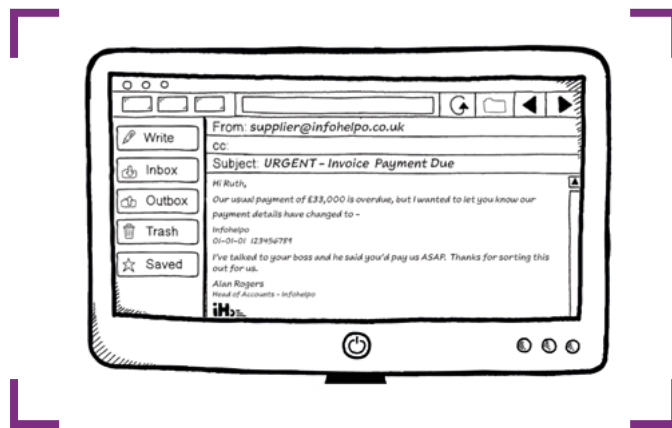 Write
Inbox
Outbox
Trash
Saved
From: supplier@infohelpo.co.uk
cc:
Subject: URGENT - Invoice Payment Due
Hi Ruth,
Our usual payment of £33,000 is overdue, but I wanted to let you know our
payment details have changed to -
Infohelpo
01-01-01 123456789
I've talked to your boss and he said you'd pay us ASAP. Thanks for sorting this
out for us.
Alan Rogers
Head of Accounts - Infohelpo
iH